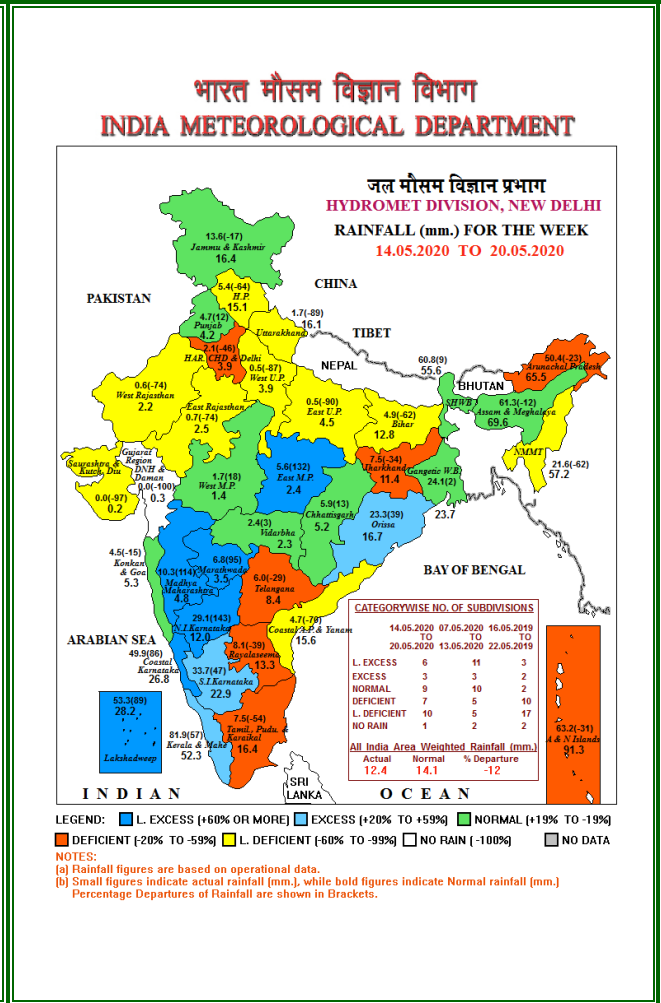 भारत मौसम विज्ञान विभाग
INDIA METEOROLOGICAL DEPARTMENT
जल मौसम विज्ञान प्रभाग
HYDROMET DIVISION, NEW DELHI
RAINFALL (mm.) FOR THE WEEK
14.05.2020 TO 20.05.2020
13.6(-17)
Jammu & Kashmir
16.4
CHINA
PAKISTAN
5.4(-64)
H.P.
15.1
4.7(12)
Punjab
4.2
1.7(-89)
16.1
Uttarakhand
TIBET
2.1(-46)
HAR. CHD & Delhi
3.9
0.5(-87)
West U.P.
3.9
NEPAL
60.8(9)
55.6
BHUTAN
50.4(-23)
Arunachal Pradesh
65.5
0.6(-74)
West Rajasthan
2.2
East Rajasthan
0.7(-74)
2.5
0.5(-90)
East U.P.
4.5
4.9(-62)
Bihar
12.8
SHWB
61.3(-12)
Assam & Meghalaya
69.6
Saurashtra &
Kutch, Diu
0.0(-97)
0.2
Gujarat
Region
DNH &
Daman
0.0(-100)
0.3
1.7(18)
West M.P.
1.4
5.6(132)
East M.P.
2.4
7.5(-34)
Jharkhand
11.4
Gangetic W.B.
24.1(2)
23.7
NMMT
21.6(-62)
57.2
5.9(13)
Chhattisgarh
5.2
23.3(39)
Orissa
16.7
2.4(3)
Vidarbha
2.3
4.5(-15)
Konkan
& Goa
5.3
10.3(114)
Madhya
Maharashtra
4.8
6.8(95)
Marathwada
3.5
6.0(-29)
Telangana
8.4
BAY OF BENGAL
29.1(143)
N.I.Karnataka
12.0
4.7(-70)
Coastal A.P. & Yanam
15.6
ARABIAN SEA
49.9(86)
Coastal
Karnataka
26.8
8.1(-39)
Rayalaseema
13.3
33.7(47)
S.I.Karnataka
22.9
53.3(89)
28.2
Lakshadweep
81.9(57)
Kerala & Mahe
52.3
7.5(-54)
Tamil., Pudu. &
Karaikal
16.4
SRI
LANKA
63.2(-31)
A & N Islands
91.3
CATEGORYWISE NO. OF SUBDIVISIONS
14.05.2020 07.05.2020 16.05.2019
TO TO TO
20.05.2020 13.05.2020 22.05.2019
L. EXCESS 6 11 3
EXCESS 3 3 2
NORMAL 9 10 2
DEFICIENT 7 5 10
L. DEFICIENT 10 5 17
NO RAIN 1 2 2
All India Area Weighted Rainfall (mm.)
Actual Normal % Departure
12.4 14.1 -12
INDIAN OCEAN
LEGEND: L. EXCESS (+60% OR MORE) EXCESS (+20% TO +59%) NORMAL (+19% TO -19%)
DEFICIENT (-20% TO -59%) L. DEFICIENT (-60% TO -99%) NO RAIN (-100%) NO DATA
NOTES:
(a) Rainfall figures are based on operational data.
(b) Small figures indicate actual rainfall (mm.), while bold figures indicate Normal rainfall (mm.)
Percentage Departures of Rainfall are shown in Brackets.